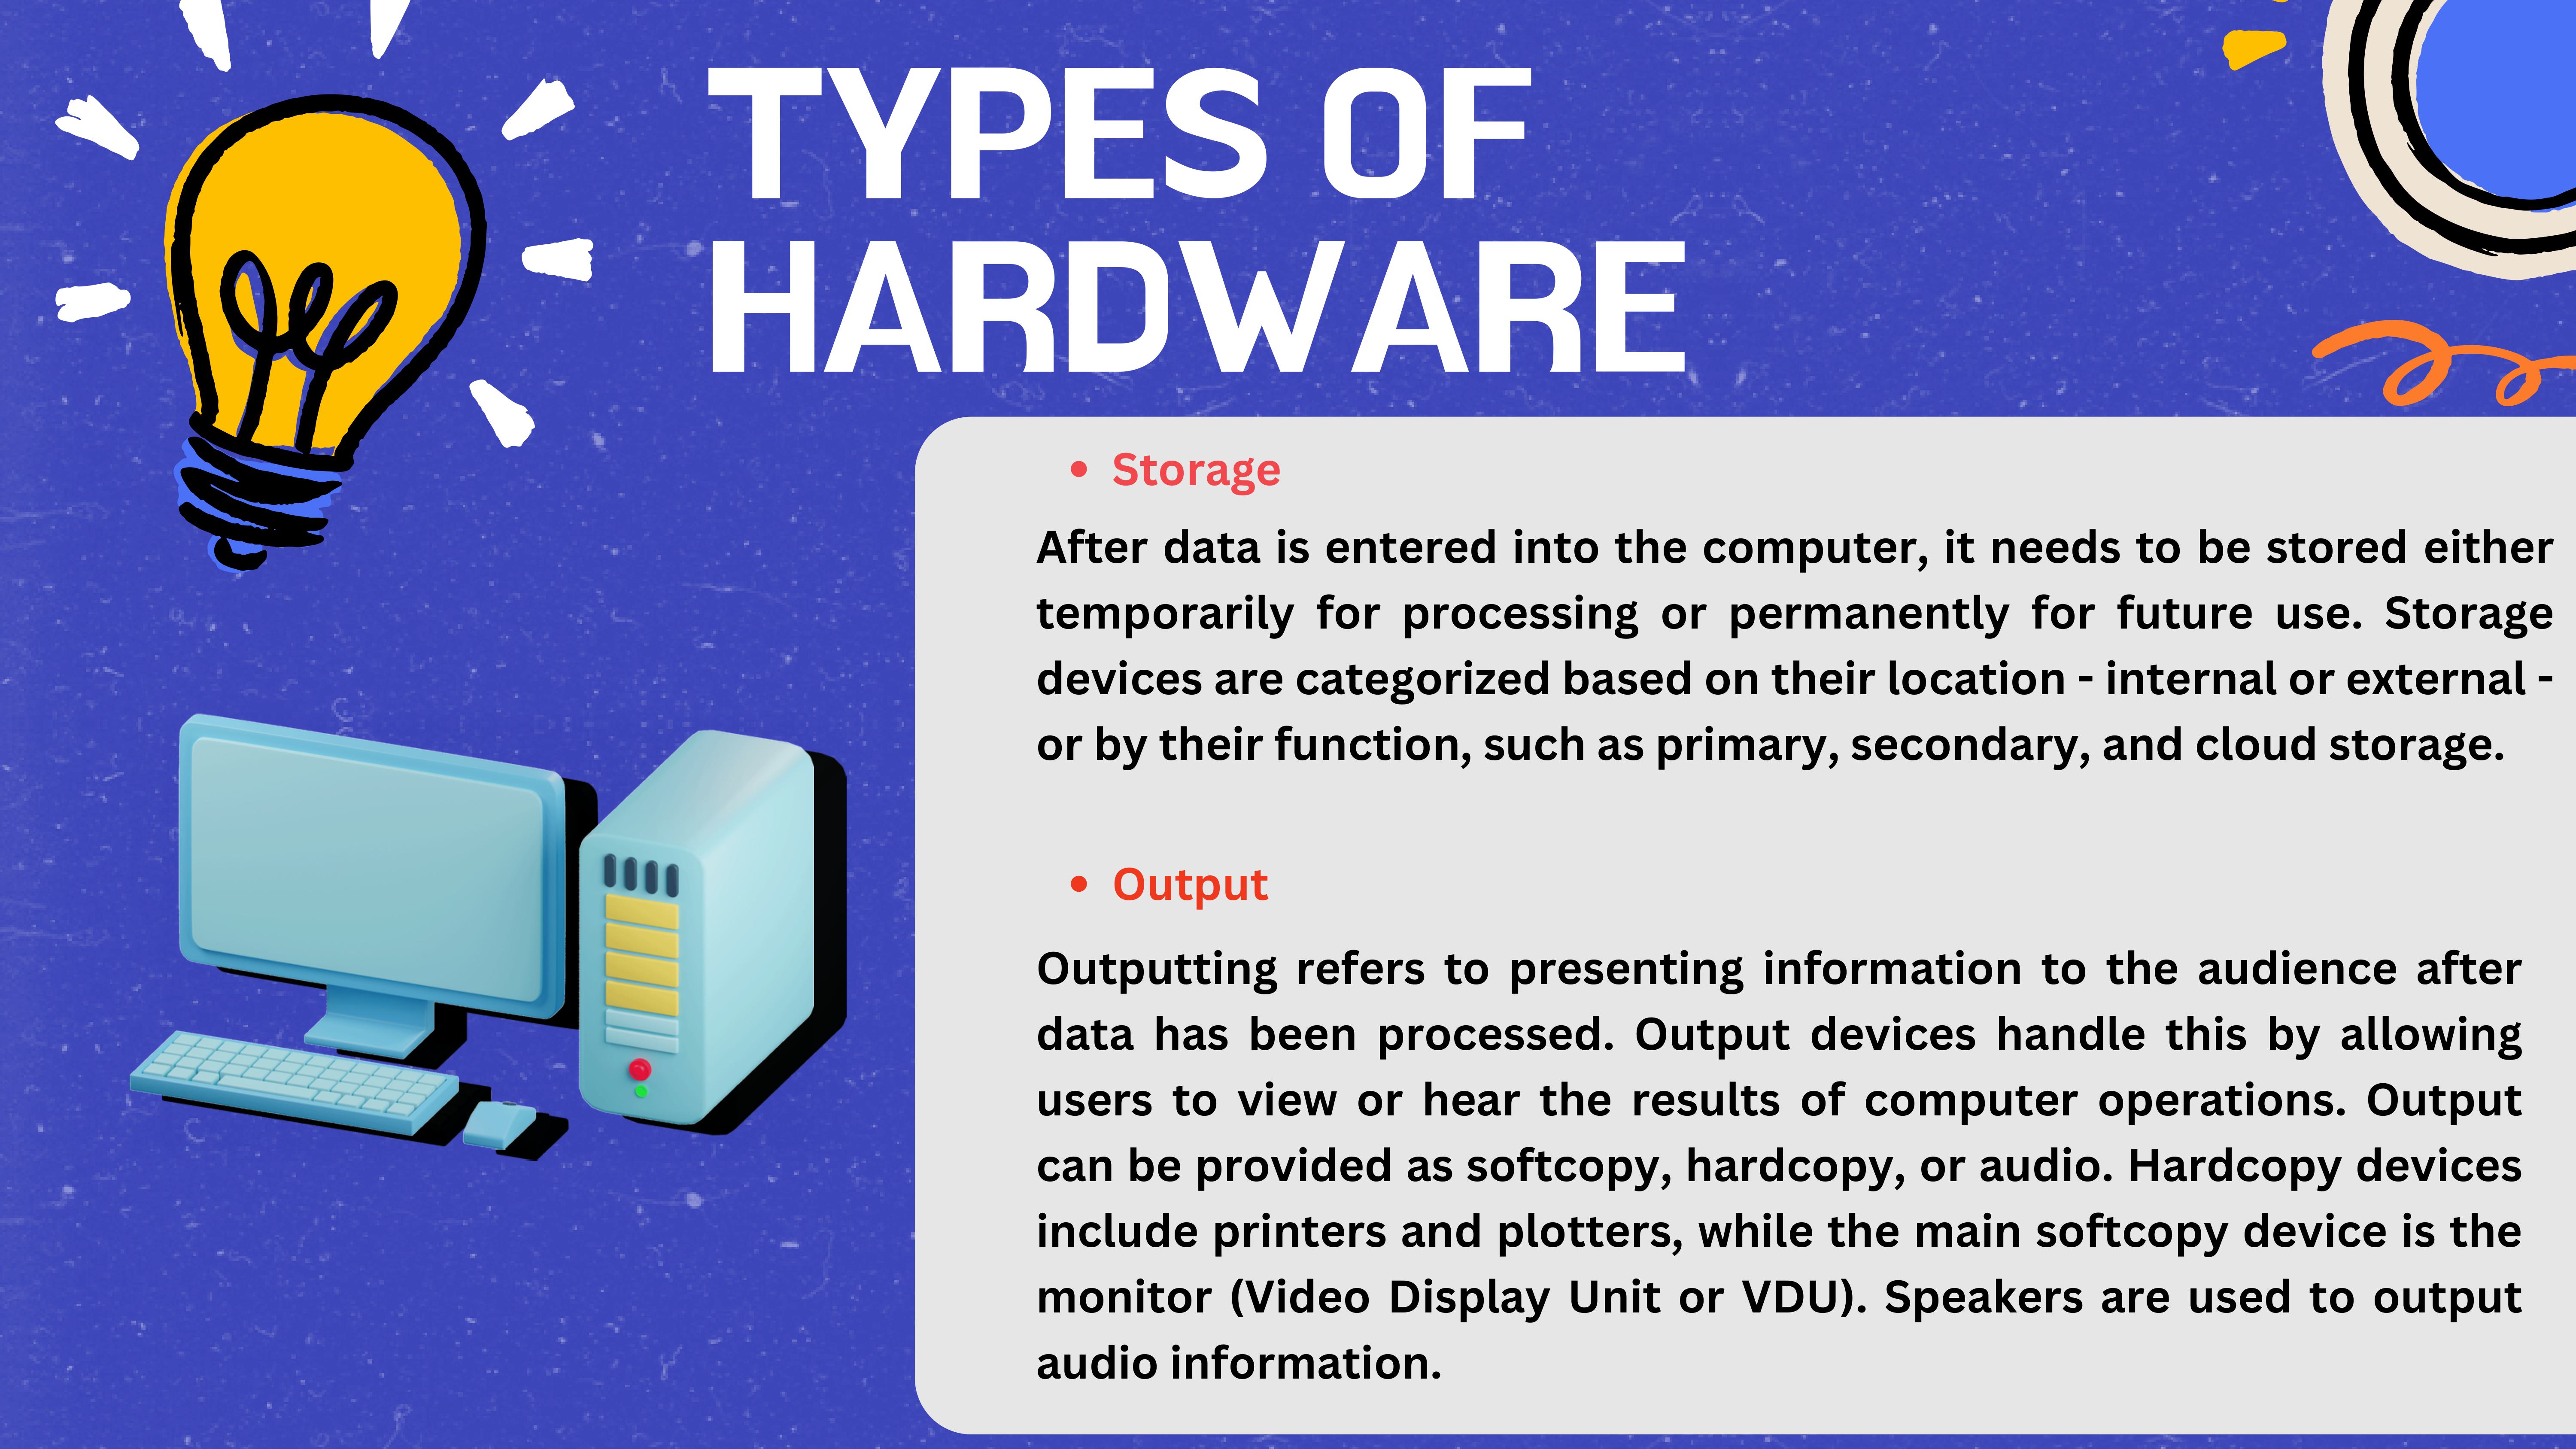 TYPES OF
HARDWARE
• Storage
After data is entered into the computer, it needs to be stored either
temporarily for processing or permanently for future use. Storage
devices are categorized based on their location - internal or external -
or by their function, such as primary, secondary, and cloud storage.
• Output
Outputting refers to presenting information to the audience after
data has been processed. Output devices handle this by allowing
users to view or hear the results of computer operations. Output
can be provided as softcopy, hardcopy, or audio. Hardcopy devices
include printers and plotters, while the main softcopy device is the
monitor (Video Display Unit or VDU). Speakers are used to output
audio information.